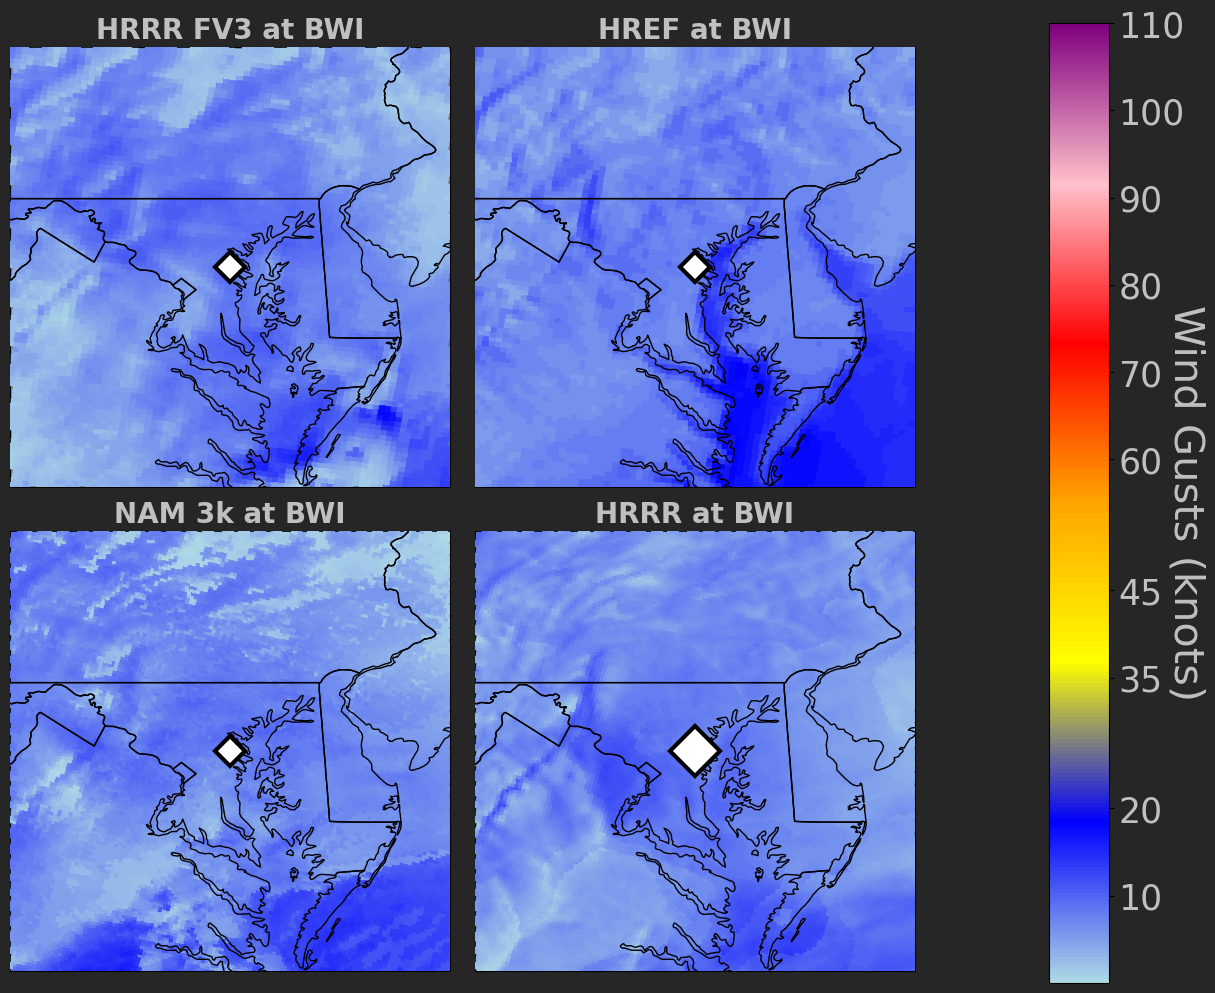 HRRR FV3 at BWI
HREF at BWI
NAM 3k at BWI
HRRR at BWI
110
100
90
80
70
60
45
35
20
10
Wind Gusts (knots)